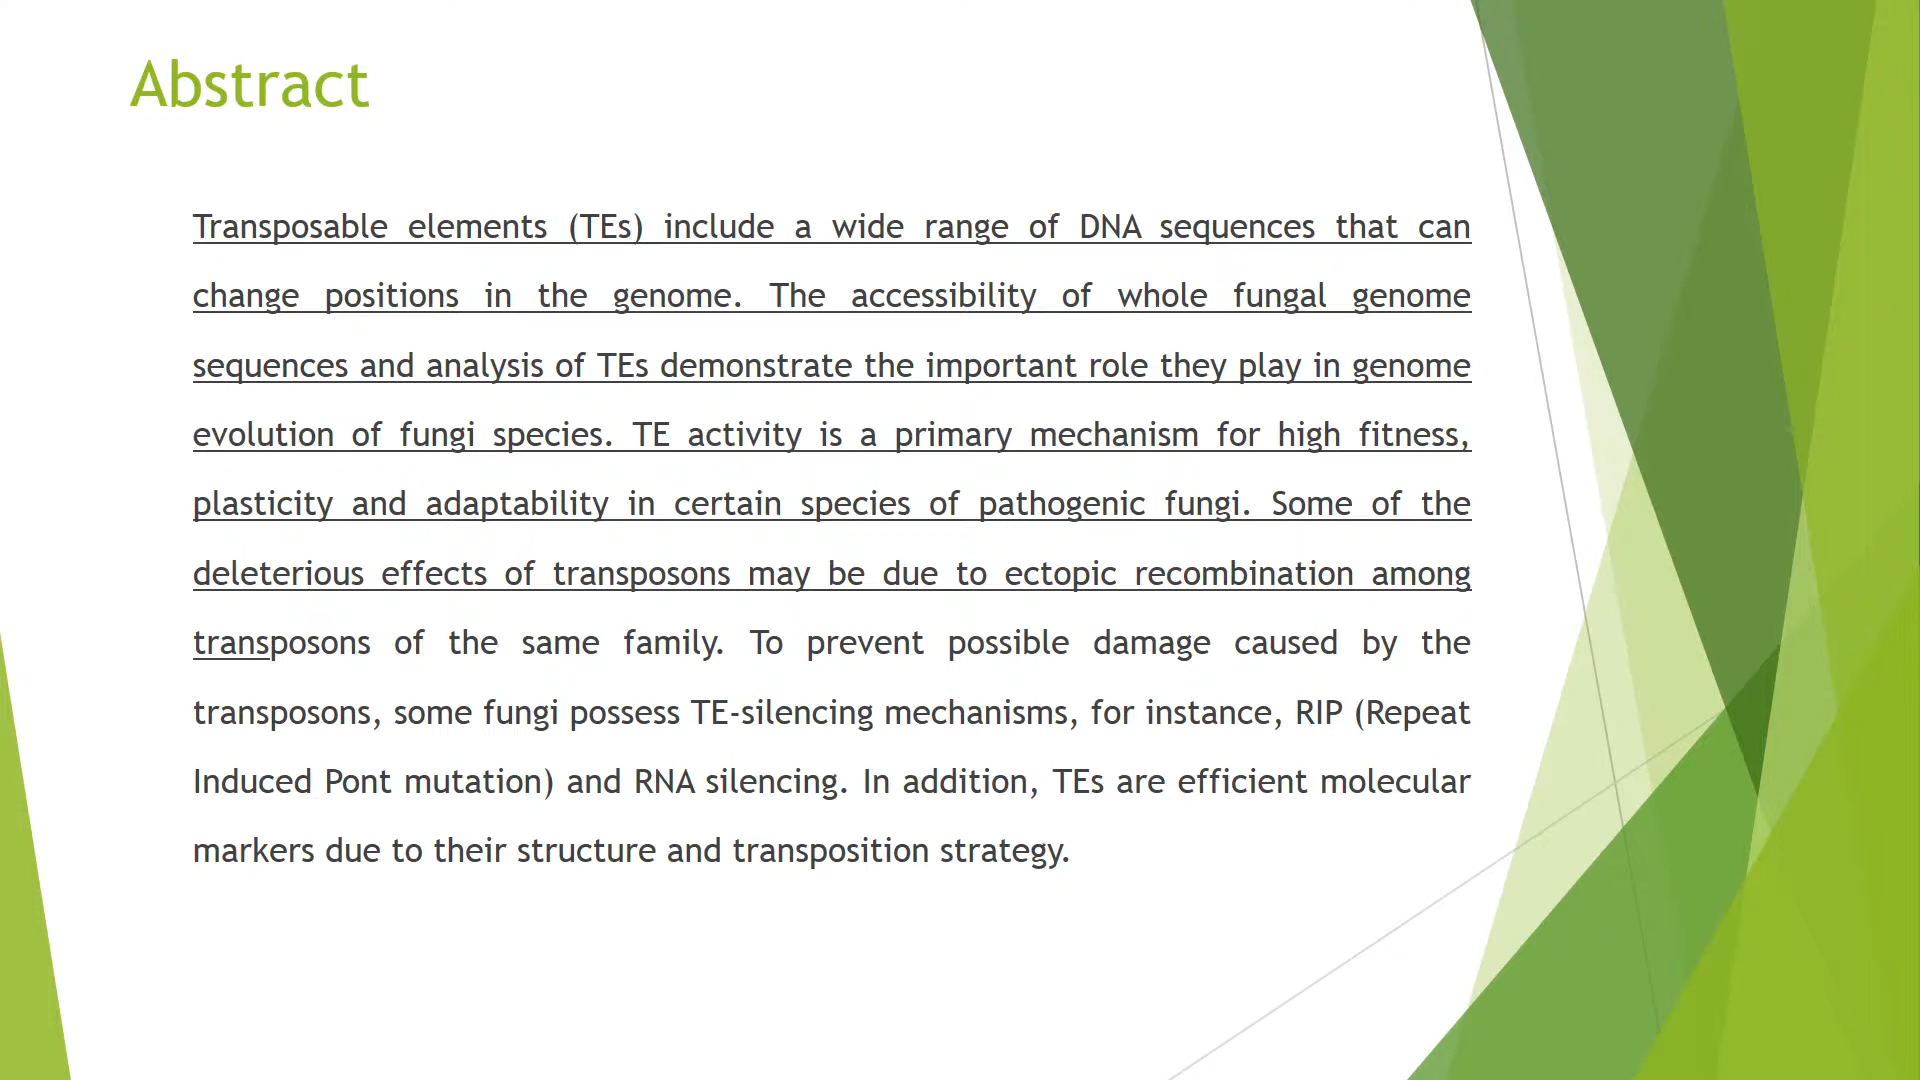 Abstract
Transposable elements (TEs) include a wide range of DNA sequences that can
change positions in the genome. The accessibility of whole fungal genome
sequences and analysis of TEs demonstrate the important role they play in genome
evolution of fungi species. TE activity is a primary mechanism for high fitness,
plasticity and adaptability in certain species of pathogenic fungi. Some of the
deleterious effects of transposons may be due to ectopic recombination among
transposons of the same family. To prevent possible damage caused by the
transposons, some fungi possess TE-silencing mechanisms, for instance, RIP (Repeat
Induced Pont mutation) and RNA silencing. In addition, TEs are efficient molecular
markers due to their structure and transposition strategy.